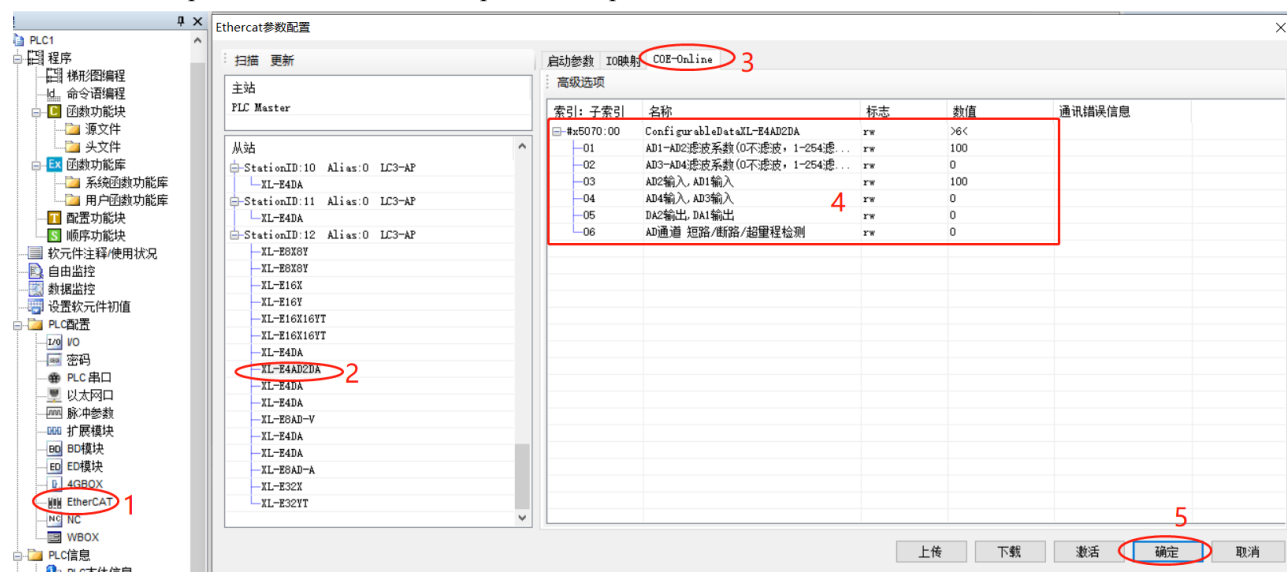 PLC1
程序
梯形图编程
命令语编程
函数功能块
源文件
头文件
函数功能库
系统函数功能库
用户函数功能库
配置功能块
顺序功能块
软元件注释/使用状况
自由监控
数据监控
设置软元件初值
PLC配置
I/O
密码
PLC 串口
以太网口
脉冲参数
扩展模块
BD模块
ED模块
4GBOX
EtherCAT 1
NC
WBOX
PLC信息
Ethercat参数配置
扫描 更新
主站
PLC Master
从站
StationID:10 Alias:0 LC3-AP
XL-E4DA
StationID:11 Alias:0 LC3-AP
XL-E4DA
StationID:12 Alias:0 LC3-AP
XL-E8X8Y
XL-E8X8Y
XL-E16X
XL-E16Y
XL-E16X16YT
XL-E16X16YT
XL-E4DA
XL-E4AD2DA 2
XL-E4DA
XL-E4DA
XL-E8AD-V
XL-E4DA
XL-E4DA
XL-E8AD-A
XL-E32X
XL-E32YT
启动参数 IO映射 COE-Online 3
高级选项
索引: 子索引 名称 标志 数值 通讯错误信息
#x5070:00 ConfigurableDataXL-E4AD2DA rw >6<
01 AD1-AD2滤波系数(0不滤波，1-254滤... rw 100
02 AD3-AD4滤波系数(0不滤波，1-254滤... rw 0
03 AD2输入,AD1输入 rw 100
04 AD4输入,AD3输入 rw 0
4
05 DA2输出,DA1输出 rw 0
06 AD通道 短路/断路/超量程检测 rw 0
5
上传 下载 激活 确定 取消